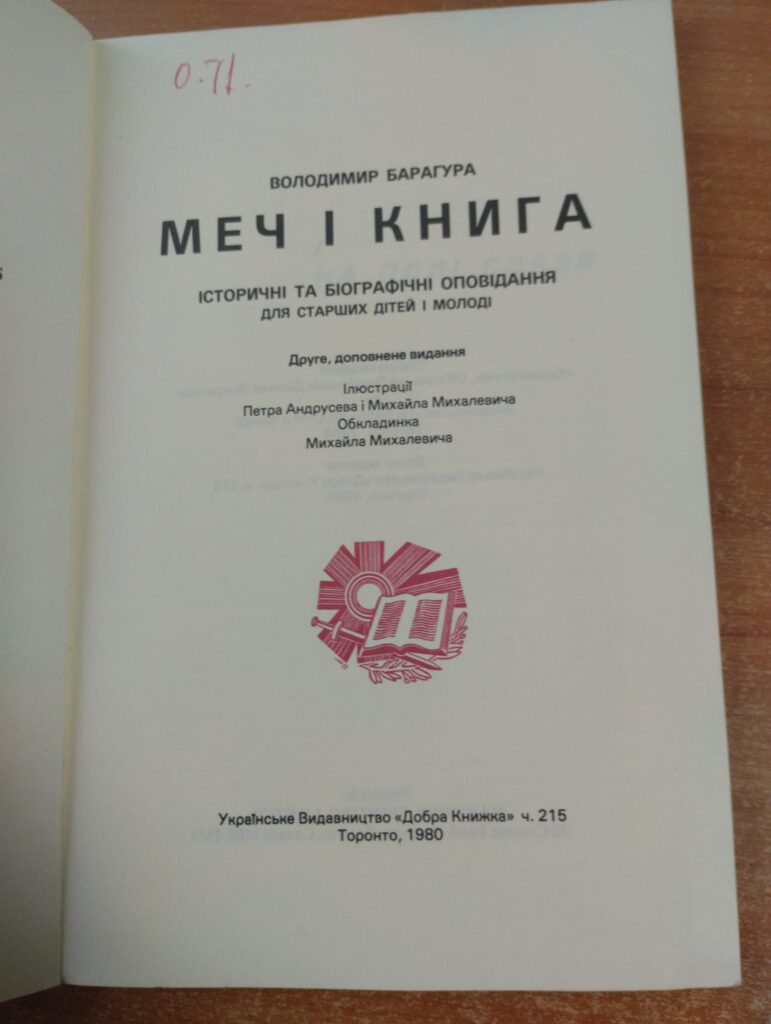 0.71.
ВОЛОДИМИР БАРАГУРА
МЕЧ І КНИГА
ІСТОРИЧНІ ТА БІОГРАФІЧНІ ОПОВІДАННЯ
ДЛЯ СТАРШИХ ДІТЕЙ І МОЛОДІ
Друге, доповнене видання
Ілюстрації
Петра Андрусева і Михайла Михалевича
Обкладинка
Михайла Михалевича
Українське Видавництво «Добра Книжка» ч. 215
Торонто, 1980